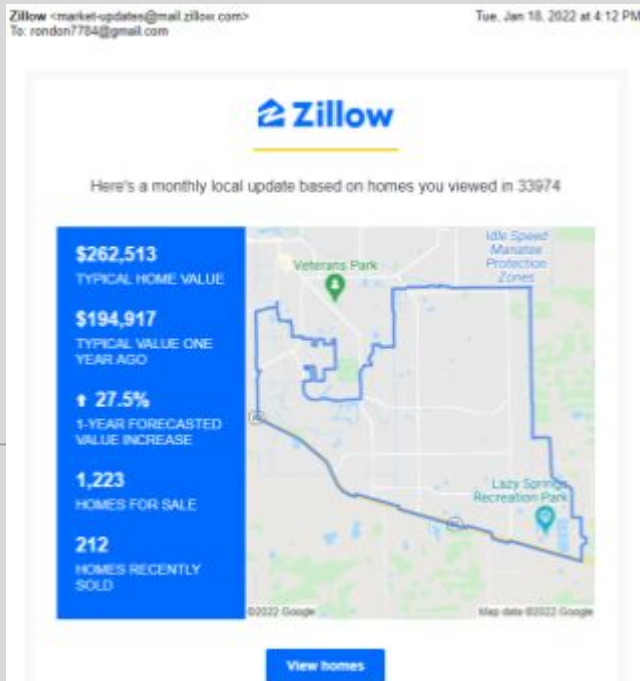 Zillow <market-updates@mail.zillow.com>
Tue, Jan 18, 2022 at 4:12 PM
To: rondon7784@gmail.com
Zillow
Here's a monthly local update based on homes you viewed in 33974
$262,513
TYPICAL HOME VALUE
$194,917
TYPICAL VALUE ONE
YEAR AGO
↑ 27.5%
1-YEAR FORECASTED
VALUE INCREASE
1,223
HOMES FOR SALE
212
HOMES RECENTLY
SOLD
Idle Speed
Manatee
Protection
Zones
Veterans Park
Lazy Springs
Recreation Park
©2022 Google
Map data ©2022 Google
View homes